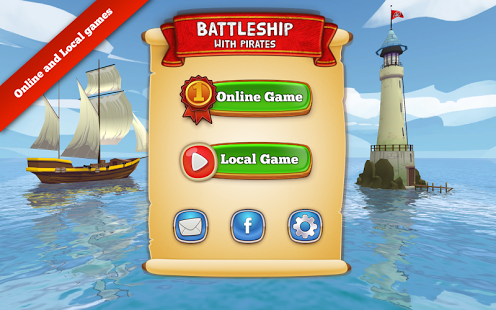 Online and Local games
BATTLESHIP
WITH PIRATES
1
Online Game
Local Game
f